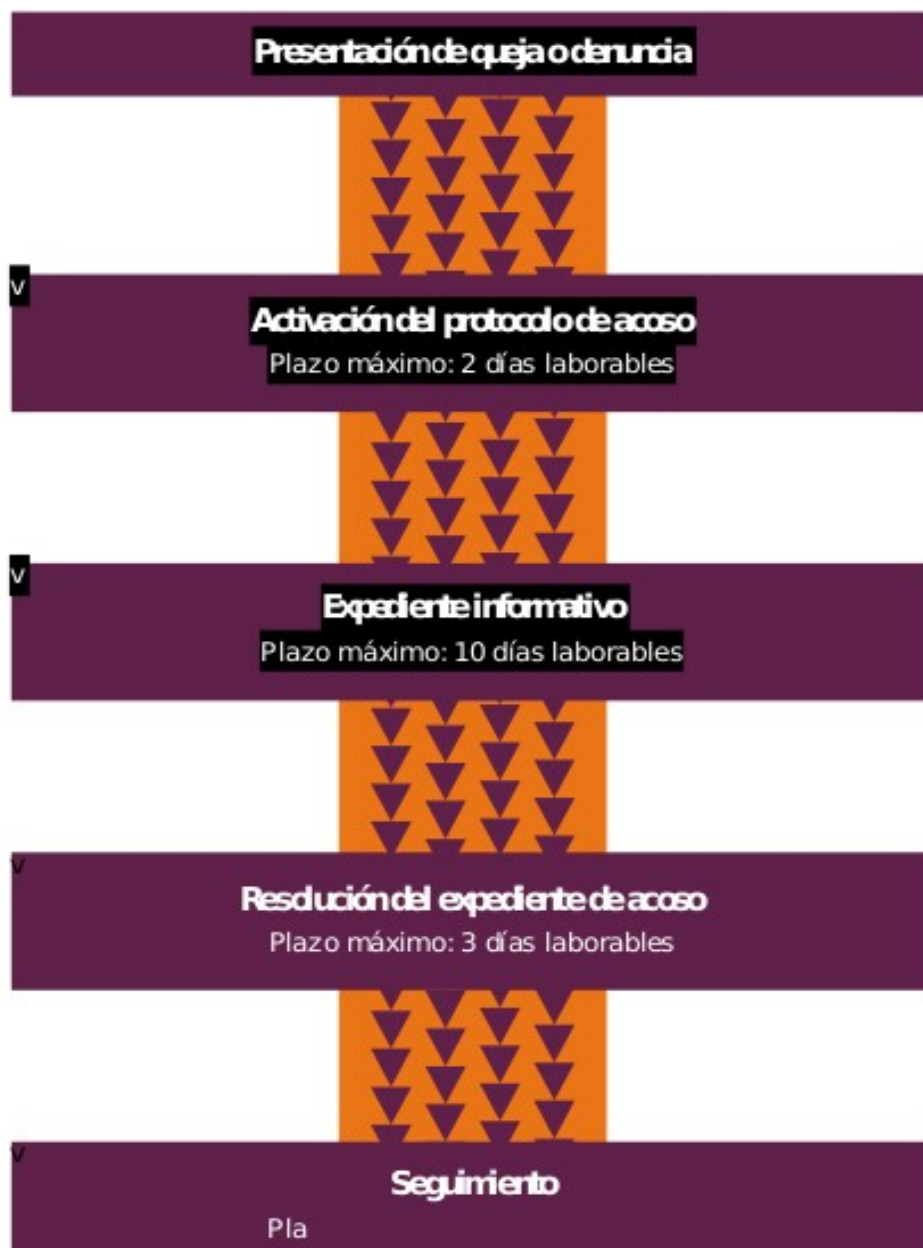 Presentación de queja o denuncia
v
Activación del protocolo de acoso
Plazo máximo: 2 días laborables
v
Expediente informativo
Plazo máximo: 10 días laborables
v
Resolución del expediente de acoso
Plazo máximo: 3 días laborables
v
Seguimiento
Pla